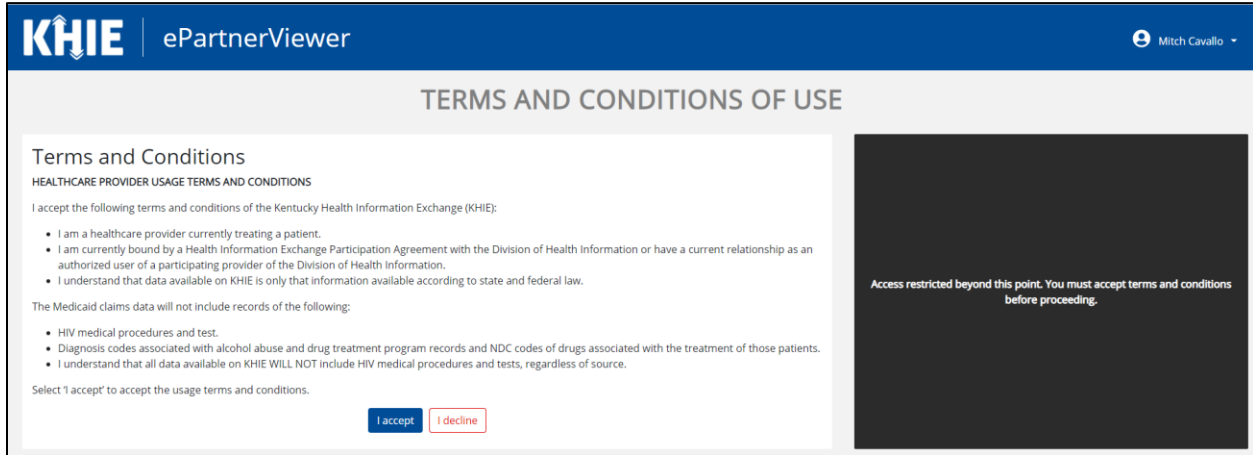 KHIE ePartnerViewer
Mitch Cavallo
TERMS AND CONDITIONS OF USE
Terms and Conditions
HEALTHCARE PROVIDER USAGE TERMS AND CONDITIONS
I accept the following terms and conditions of the Kentucky Health Information Exchange (KHIE):
• I am a healthcare provider currently treating a patient.
• I am currently bound by a Health Information Exchange Participation Agreement with the Division of Health Information or have a current relationship as an
authorized user of a participating provider of the Division of Health Information.
• I understand that data available on KHIE is only that information available according to state and federal law.
The Medicaid claims data will not include records of the following:
• HIV medical procedures and test.
• Diagnosis codes associated with alcohol abuse and drug treatment program records and NDC codes of drugs associated with the treatment of those patients.
• I understand that all data available on KHIE WILL NOT include HIV medical procedures and tests, regardless of source.
Select 'I accept' to accept the usage terms and conditions.
I accept
I decline
Access restricted beyond this point. You must accept terms and conditions
before proceeding.